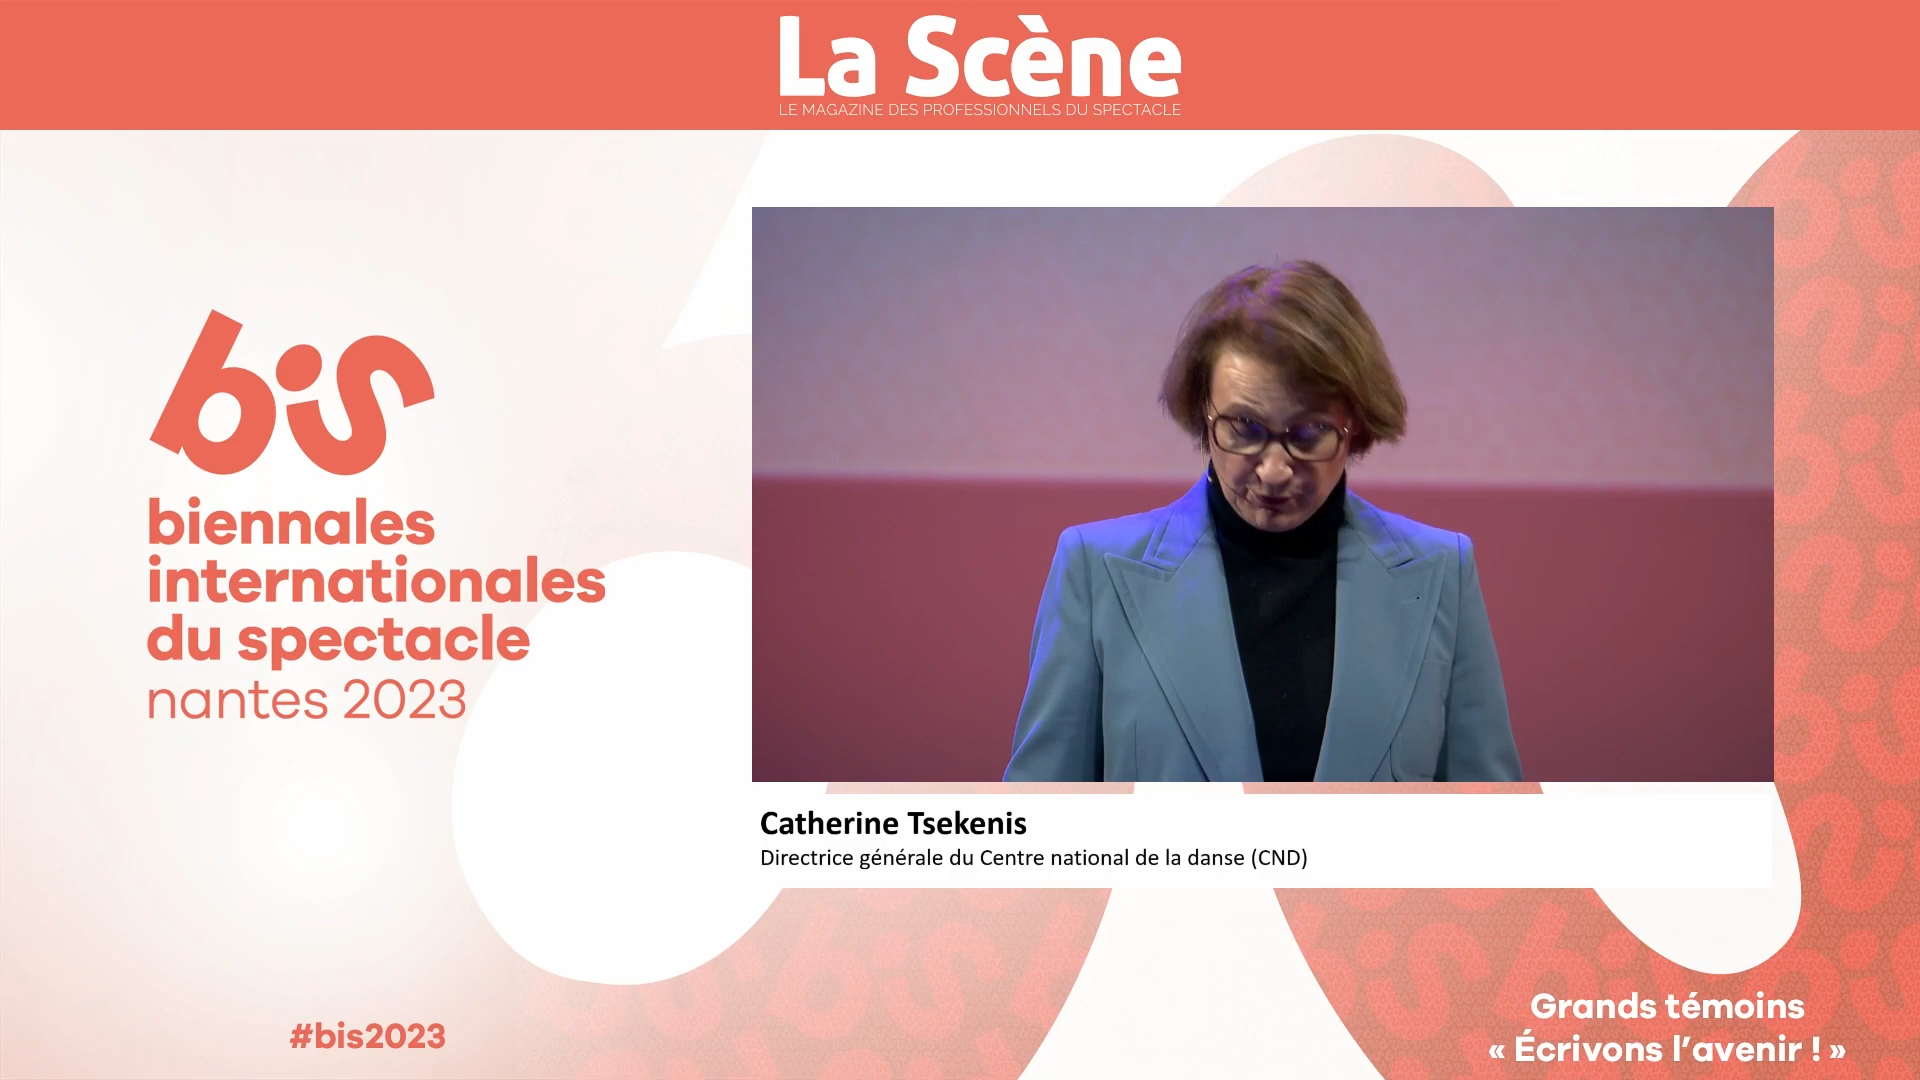 La Scène
LE MAGAZINE DES PROFESSIONNELS DU SPECTACLE
bis
biennales
internationales
du spectacle
nantes 2023
Catherine Tsekenis
Directrice générale du Centre national de la danse (CND)
#bis2023
Grands témoins
« Écrivons l’avenir ! »